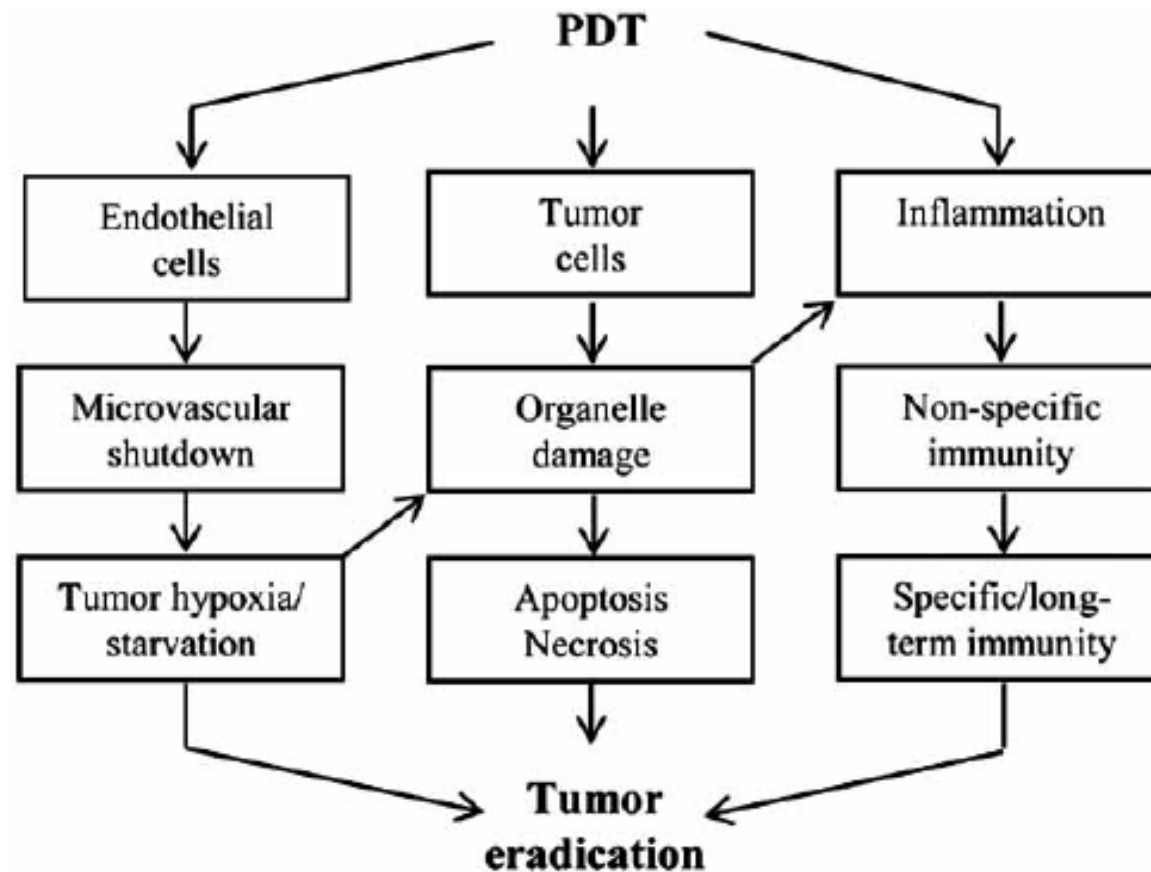 PDT
Endothelial
cells
Tumor
cells
Inflammation
Microvascular
shutdown
Organelle
damage
Non-specific
immunity
Tumor hypoxia/
starvation
Apoptosis
Necrosis
Specific/long-
term immunity
Tumor
eradication